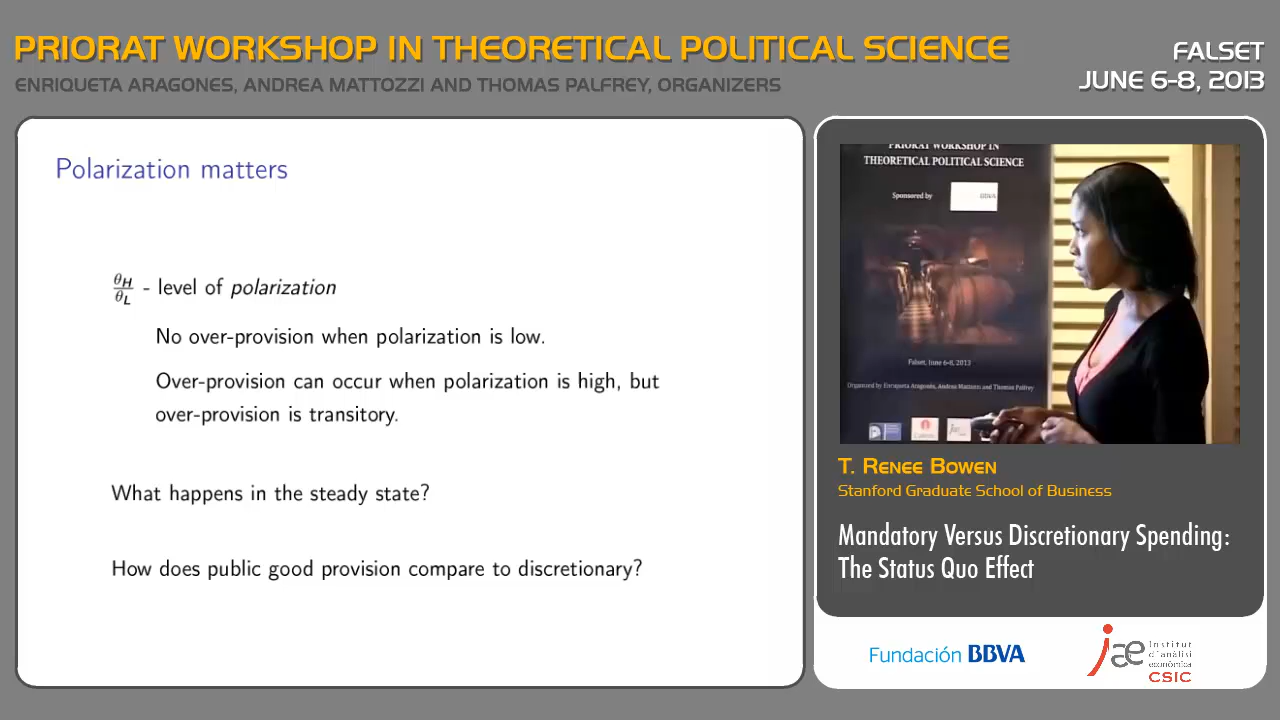 PRIORAT WORKSHOP IN THEORETICAL POLITICAL SCIENCE
ENRIQUETA ARAGONES, ANDREA MATTOZZI AND THOMAS PALFREY, ORGANIZERS
FALSET
JUNE 6-8, 2013
Polarization matters
θH/θL - level of polarization
No over-provision when polarization is low.
Over-provision can occur when polarization is high, but
over-provision is transitory.
What happens in the steady state?
How does public good provision compare to discretionary?
PRIORAT WORKSHOP IN
THEORETICAL POLITICAL SCIENCE
Sponsored by
BBVA
Falset, June 6-8, 2013
Organized by Enriqueta Aragonés, Andrea Mattozzi and Thomas Palfrey
T. Renee Bowen
Stanford Graduate School of Business
Mandatory Versus Discretionary Spending:
The Status Quo Effect
Fundación BBVA
iae
Institut
d'anàlisi
econòmica
CSIC